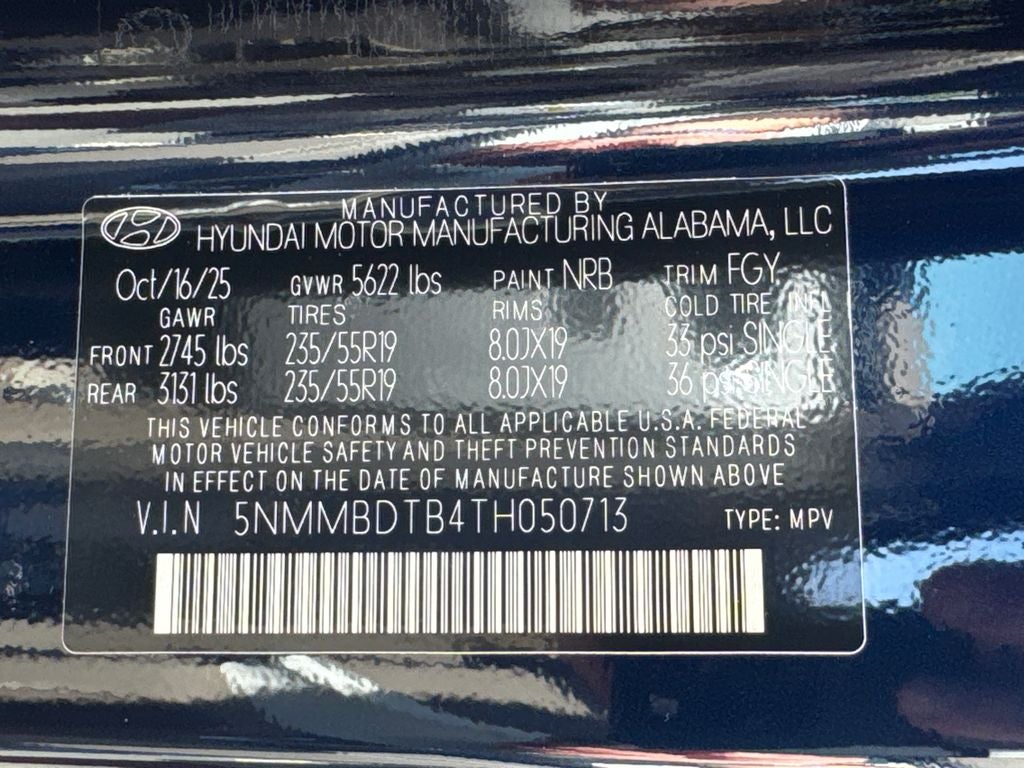 MANUFACTURED BY
HYUNDAI MOTOR MANUFACTURING ALABAMA, LLC
Oct/16/25 GVWR 5622 lbs PAINT NRB TRIM FGY
GAWR TIRES RIMS COLD TIRE INFL
FRONT 2745 lbs 235/55R19 8.0JX19 33 psi SINGLE
REAR 3131 lbs 235/55R19 8.0JX19 36 psi SINGLE
THIS VEHICLE CONFORMS TO ALL APPLICABLE U.S.A. FEDERAL
MOTOR VEHICLE SAFETY AND THEFT PREVENTION STANDARDS
IN EFFECT ON THE DATE OF MANUFACTURE SHOWN ABOVE
V.I.N 5NMMBDTB4TH050713 TYPE: MPV